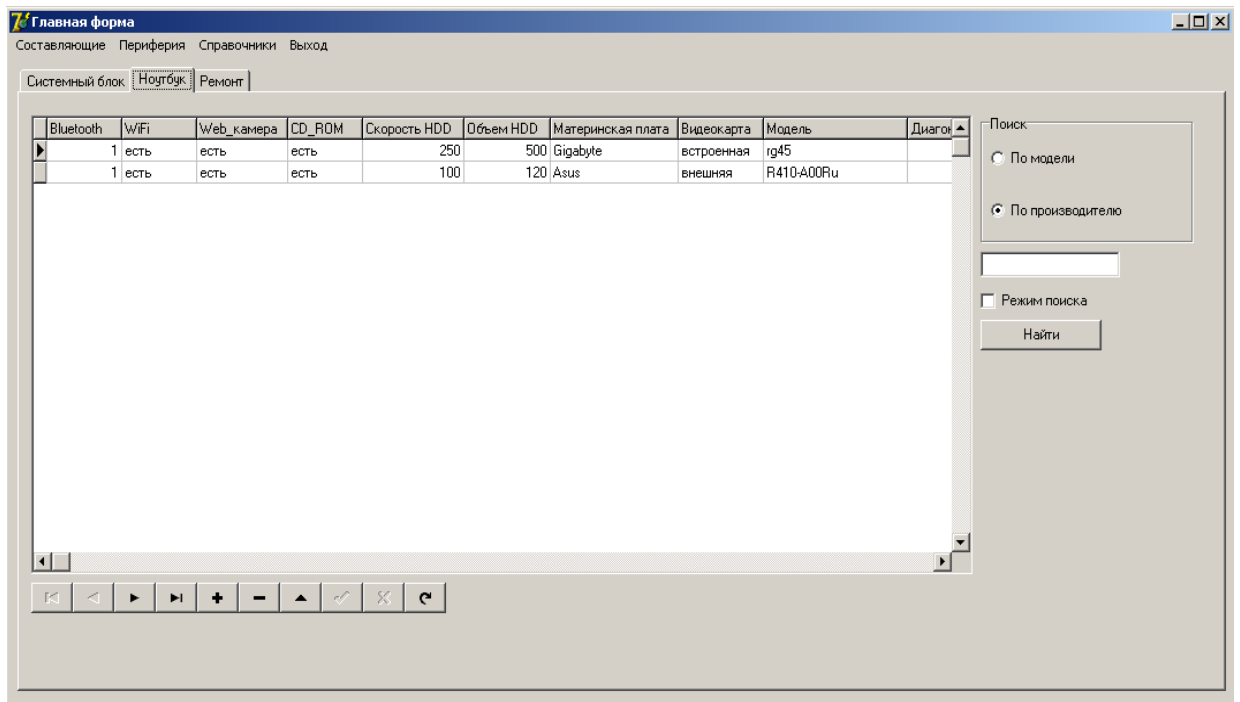 Главная форма
Составляющие Периферия Справочники Выход
Системный блок Ноутбук Ремонт
Bluetooth WiFi Web_камера CD_ROM Скорость HDD Объем HDD Материнская плата Видеокарта Модель Диагон
1 есть есть есть 250 500 Gigabyte встроенная rg45
1 есть есть есть 100 120 Asus внешняя R410-A00Ru
Поиск
По модели
По производителю
Режим поиска
Найти